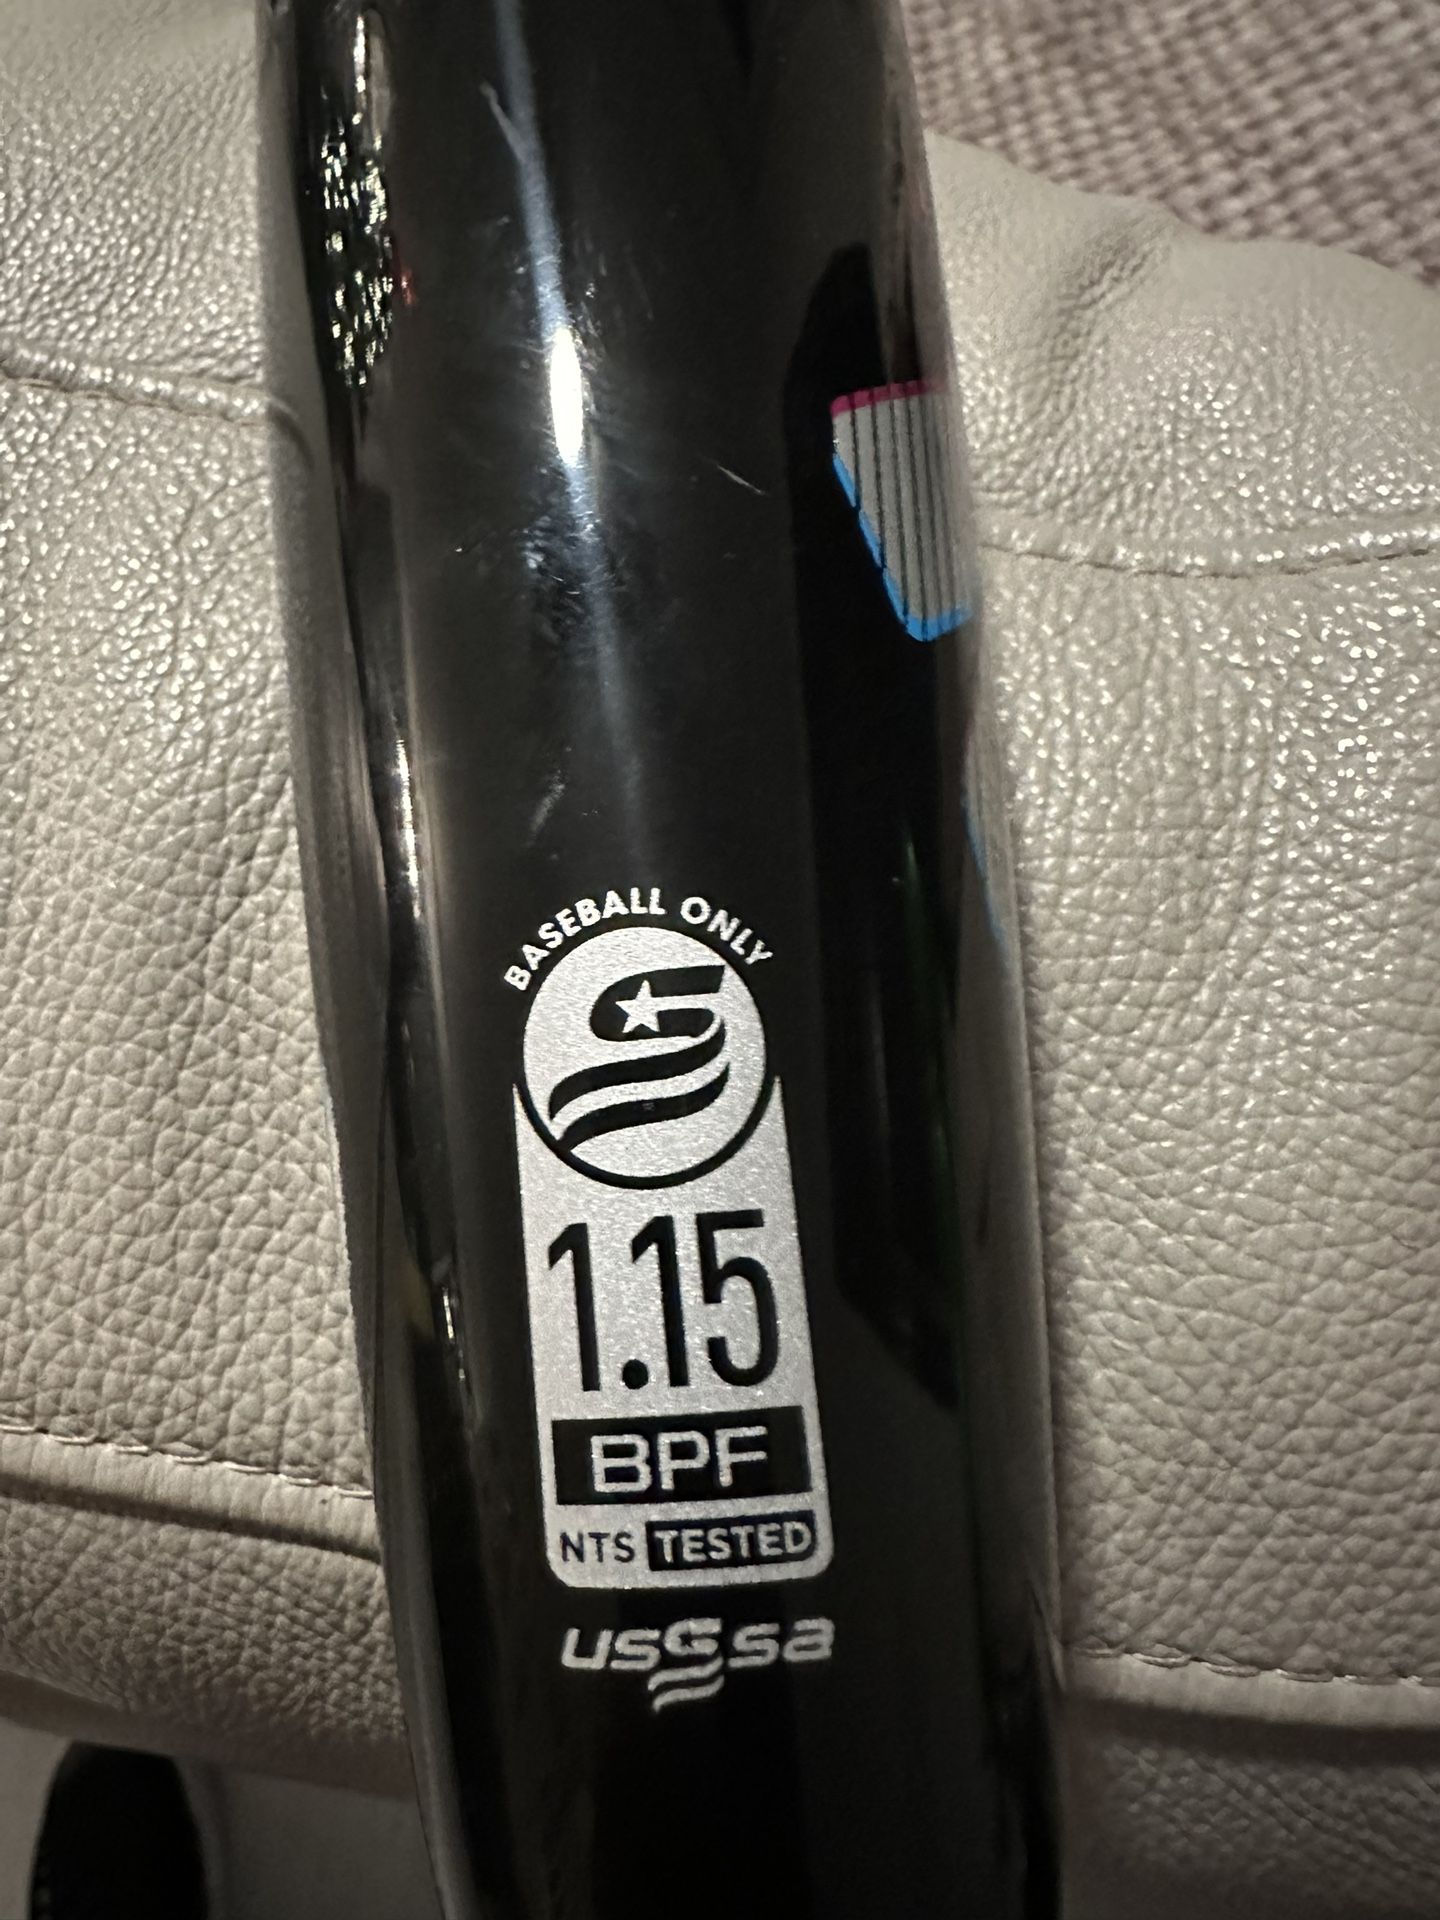 BASEBALL ONLY
1.15
BPF
NTS TESTED
USSSA